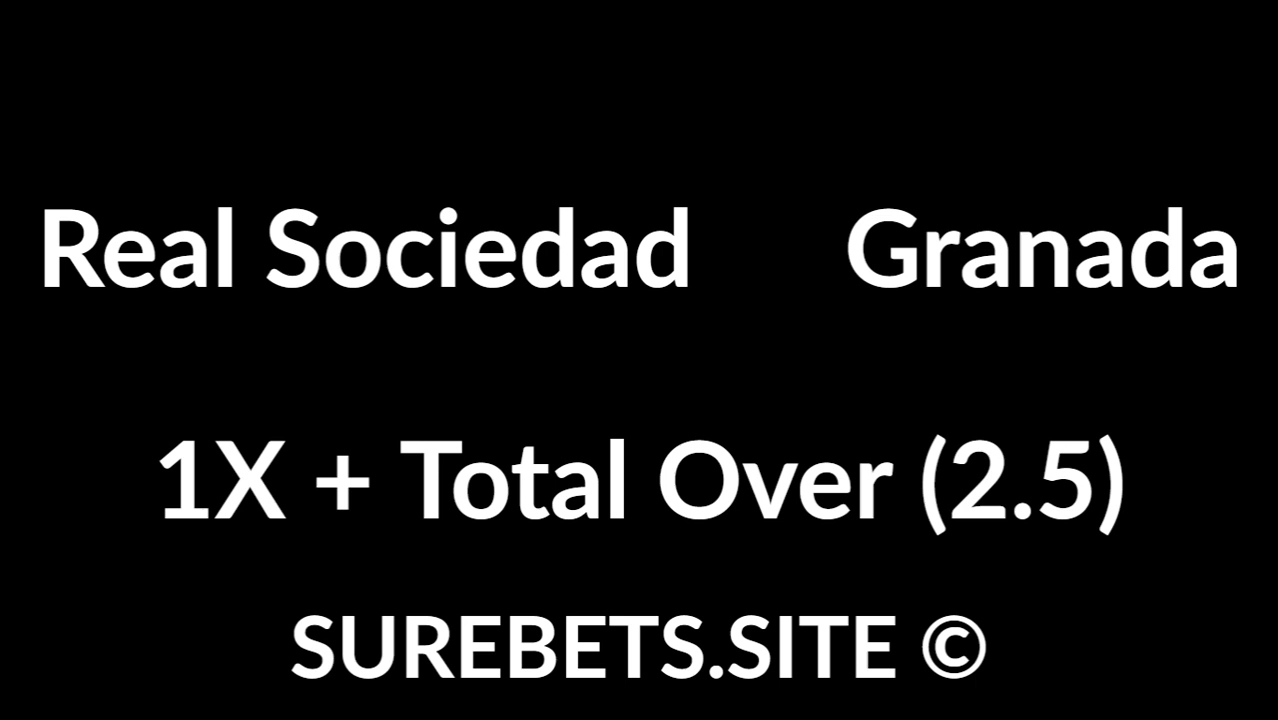 Real Sociedad Granada
1X + Total Over (2.5)
SUREBETS.SITE ©